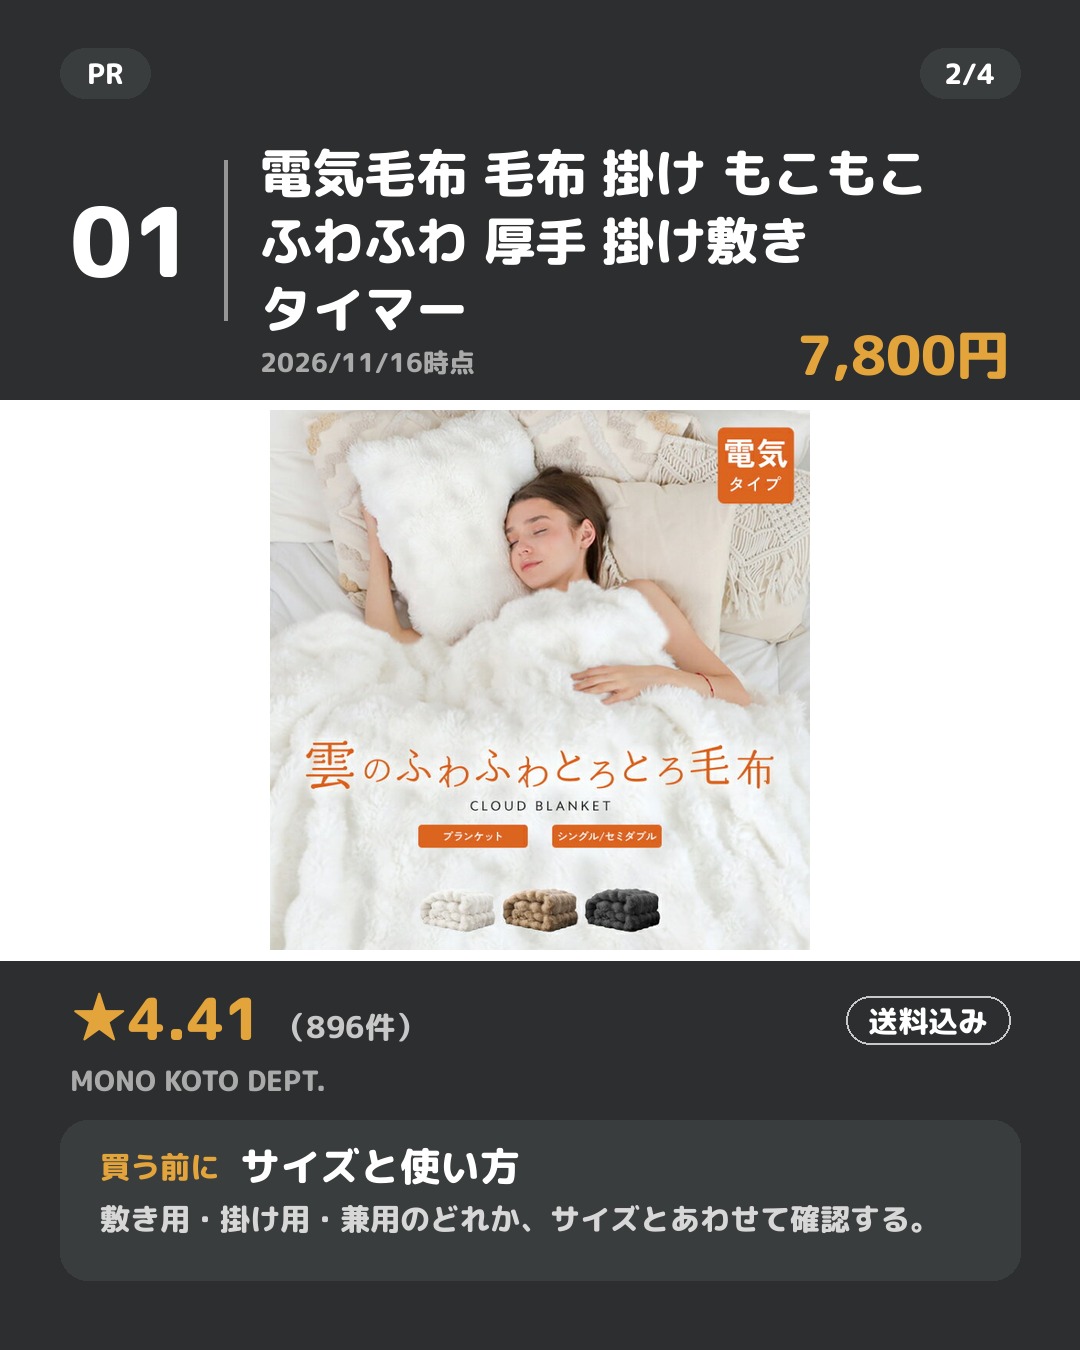 PR
2/4
01
電気毛布 毛布 掛け もこもこ
ふわふわ 厚手 掛け敷き
タイマー
2026/11/16時点
7,800円
電気
タイプ
雲のふわふわとろとろ毛布
CLOUD BLANKET
ブランケット
シングル/セミダブル
★4.41 （896件）
送料込み
MONO KOTO DEPT.
買う前に サイズと使い方
敷き用・掛け用・兼用のどれか、サイズとあわせて確認する。